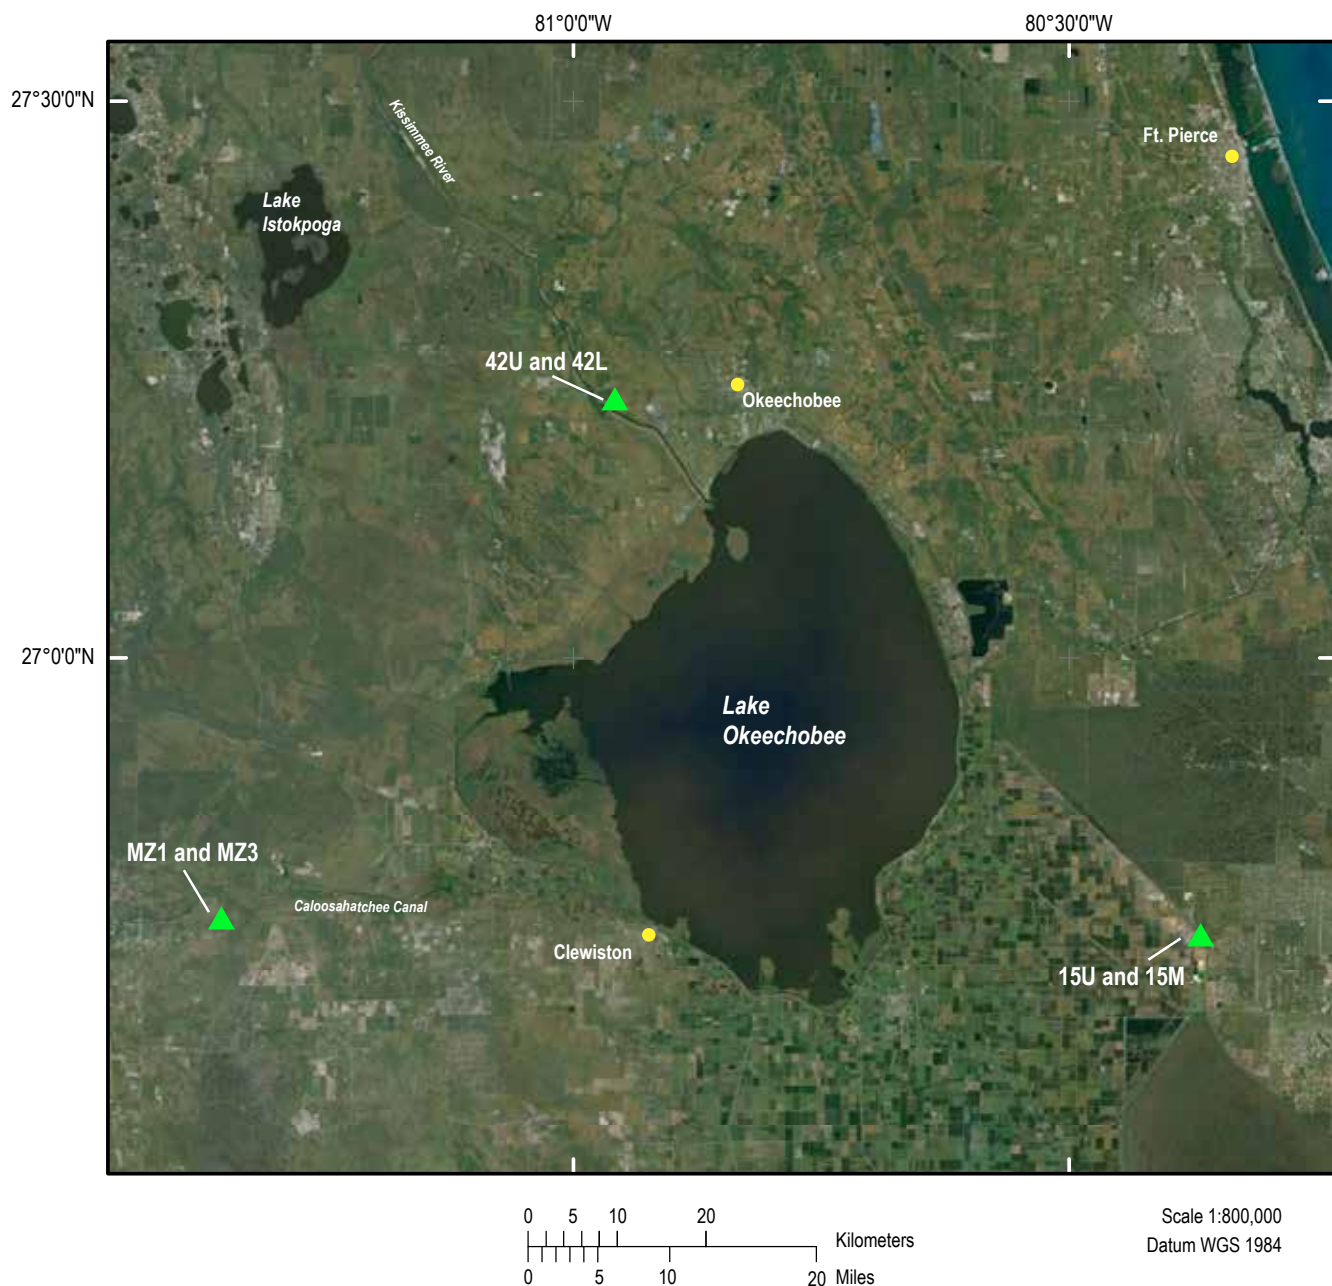 81°0'0"W
80°30'0"W
27°30'0"N
Kissimmee River
Ft. Pierce
Lake
Istokpoga
42U and 42L
Okeechobee
27°0'0"N
Lake
Okeechobee
MZ1 and MZ3
Caloosahatchee Canal
Clewiston
15U and 15M
0 5 10 20
Kilometers
0 5 10 20 Miles
Scale 1:800,000
Datum WGS 1984